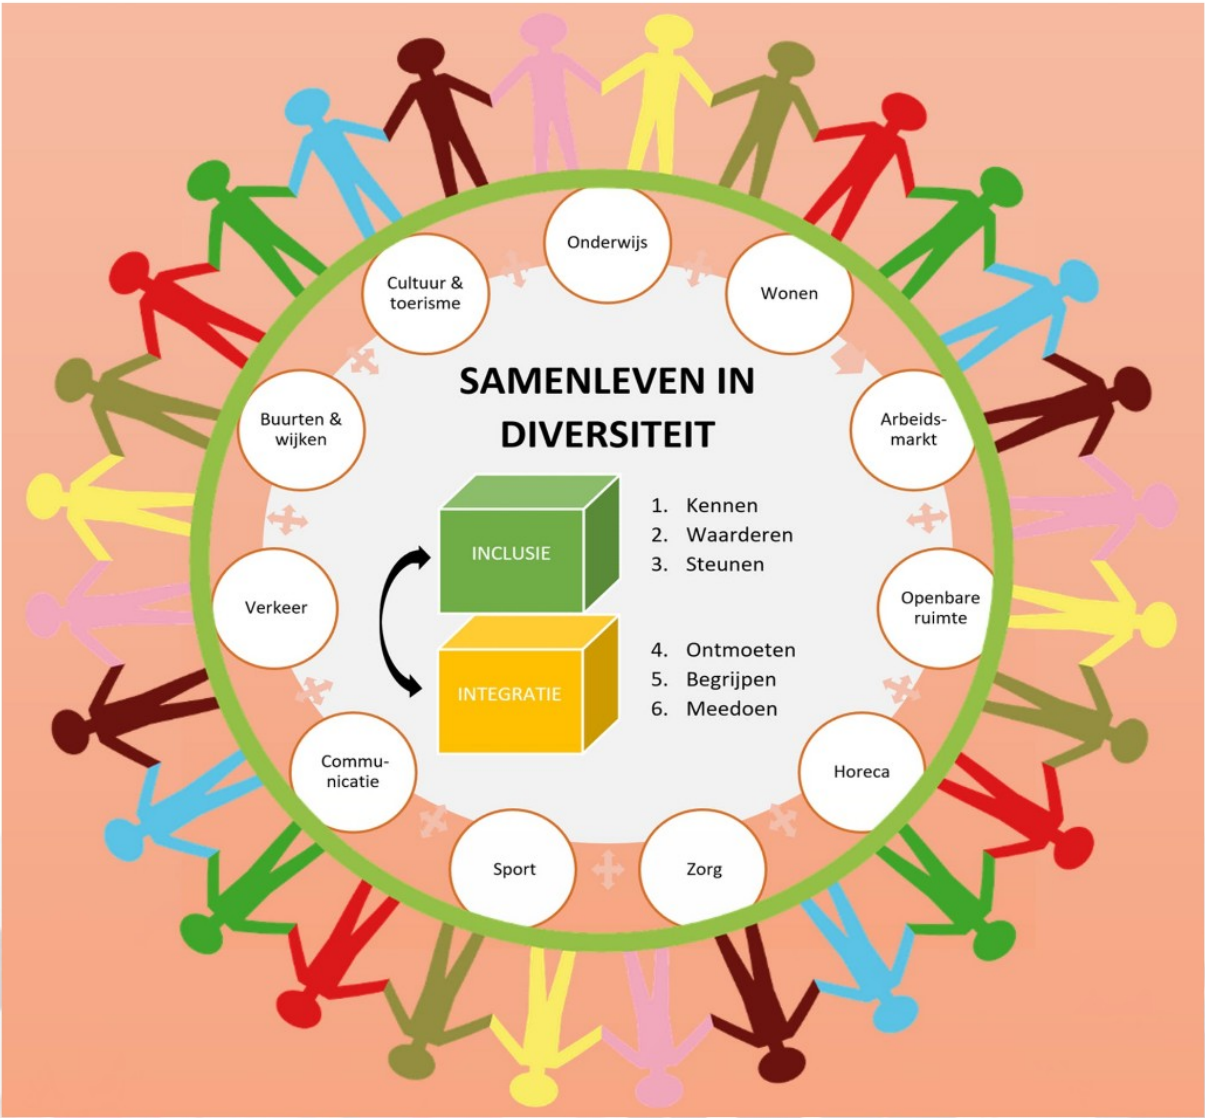 Onderwijs
Wonen
Arbeids-
markt
Openbare
ruimte
Horeca
Zorg
Sport
Commu-
nicatie
Verkeer
Buurten &
wijken
Cultuur &
toerisme
SAMENLEVEN IN
DIVERSITEIT
INCLUSIE
1. Kennen
2. Waarderen
3. Steunen
INTEGRATIE
4. Ontmoeten
5. Begrijpen
6. Meedoen